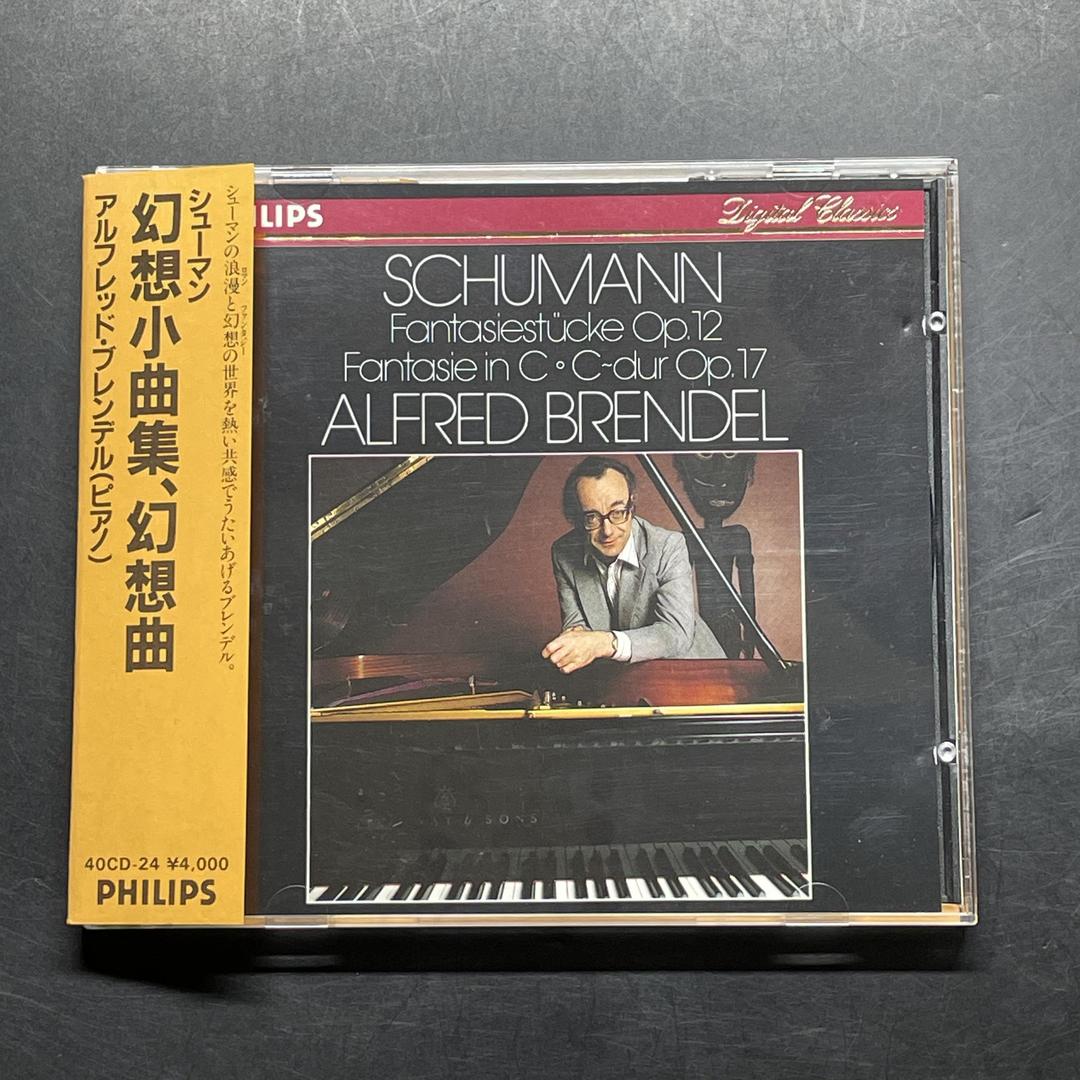 シューマンの浪漫と幻想の世界を熱い共感でうたいあげるブレンデル。
ロマン
ファンタジー
シューマン
幻想小曲集、幻想曲
アルフレッド・ブレンデル(ピアノ)
40CD-24 ¥4,000
PHILIPS
ILIPS
Digital Classics
SCHUMANN
Fantasiestücke Op.12
Fantasie in C ∘ C~dur Op.17
ALFRED BRENDEL
& SONS